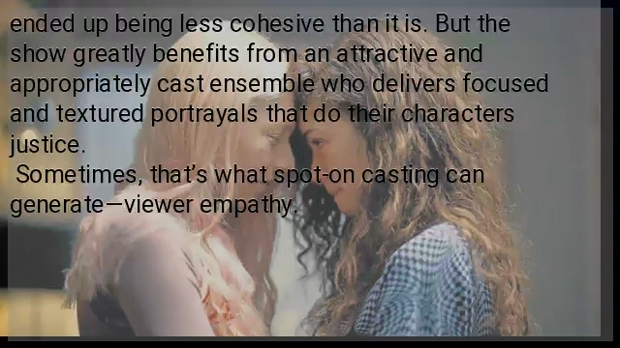 ended up being less cohesive than it is. But the
show greatly benefits from an attractive and
appropriately cast ensemble who delivers focused
and textured portrayals that do their characters
justice.
Sometimes, that’s what spot-on casting can
generate—viewer empathy.